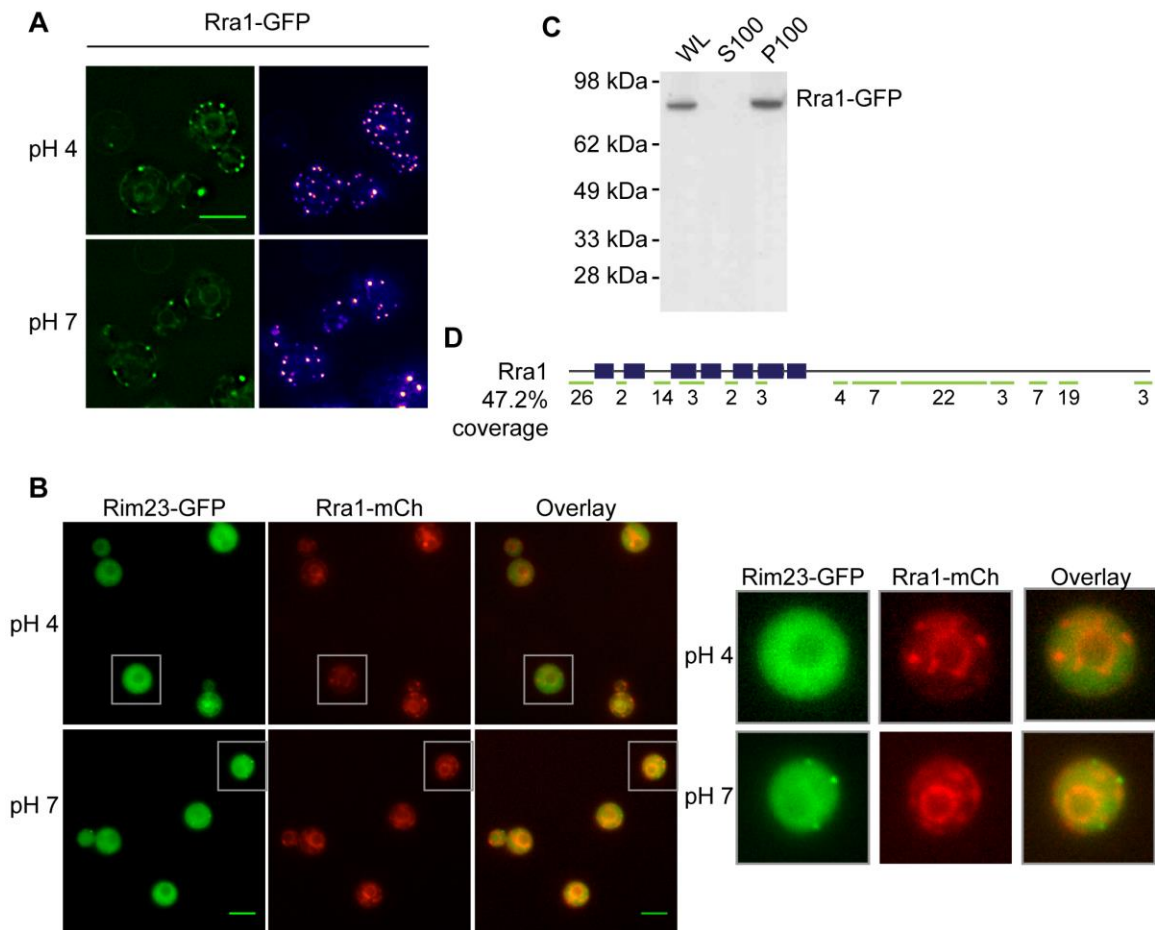 A
Rra1-GFP
pH 4
pH 7
C
WL S100 P100
98 kDa
Rra1-GFP
62 kDa
49 kDa
33 kDa
28 kDa
D
Rra1
47.2%
coverage
26 2 14 3 2 3 4 7 22 3 7 19 3
B
Rim23-GFP Rra1-mCh Overlay
pH 4
pH 7
Rim23-GFP Rra1-mCh Overlay
pH 4
pH 7